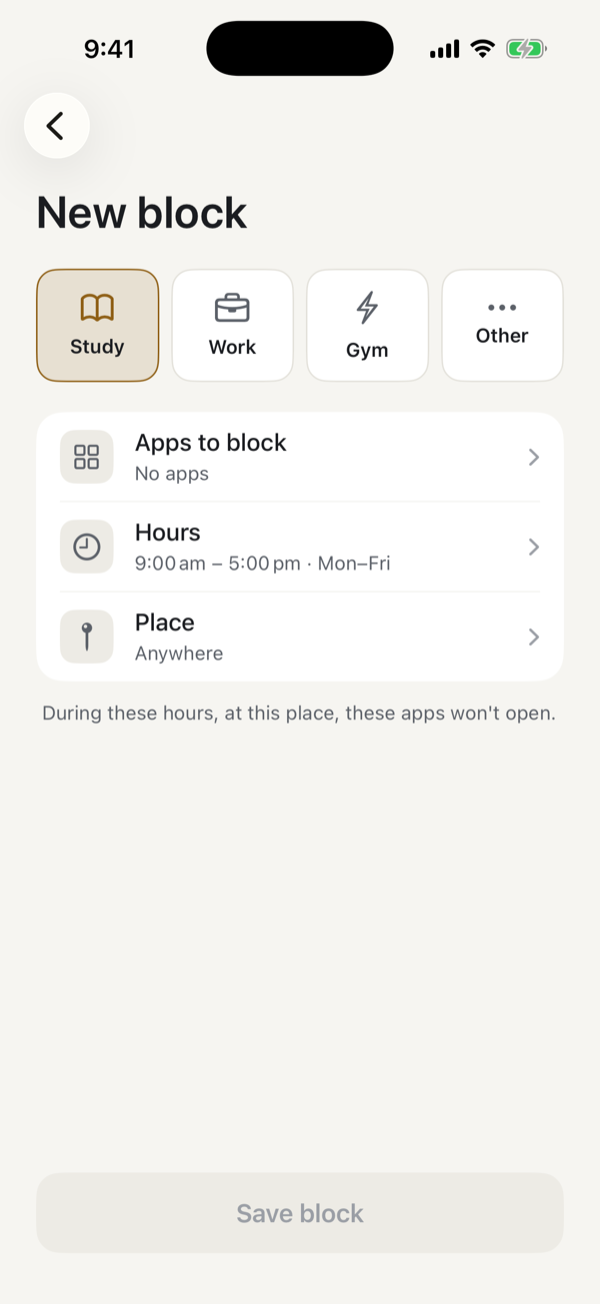 9:41
New block
Study
Work
Gym
Other
Apps to block
No apps
Hours
9:00 am – 5:00 pm · Mon–Fri
Place
Anywhere
During these hours, at this place, these apps won't open.
Save block